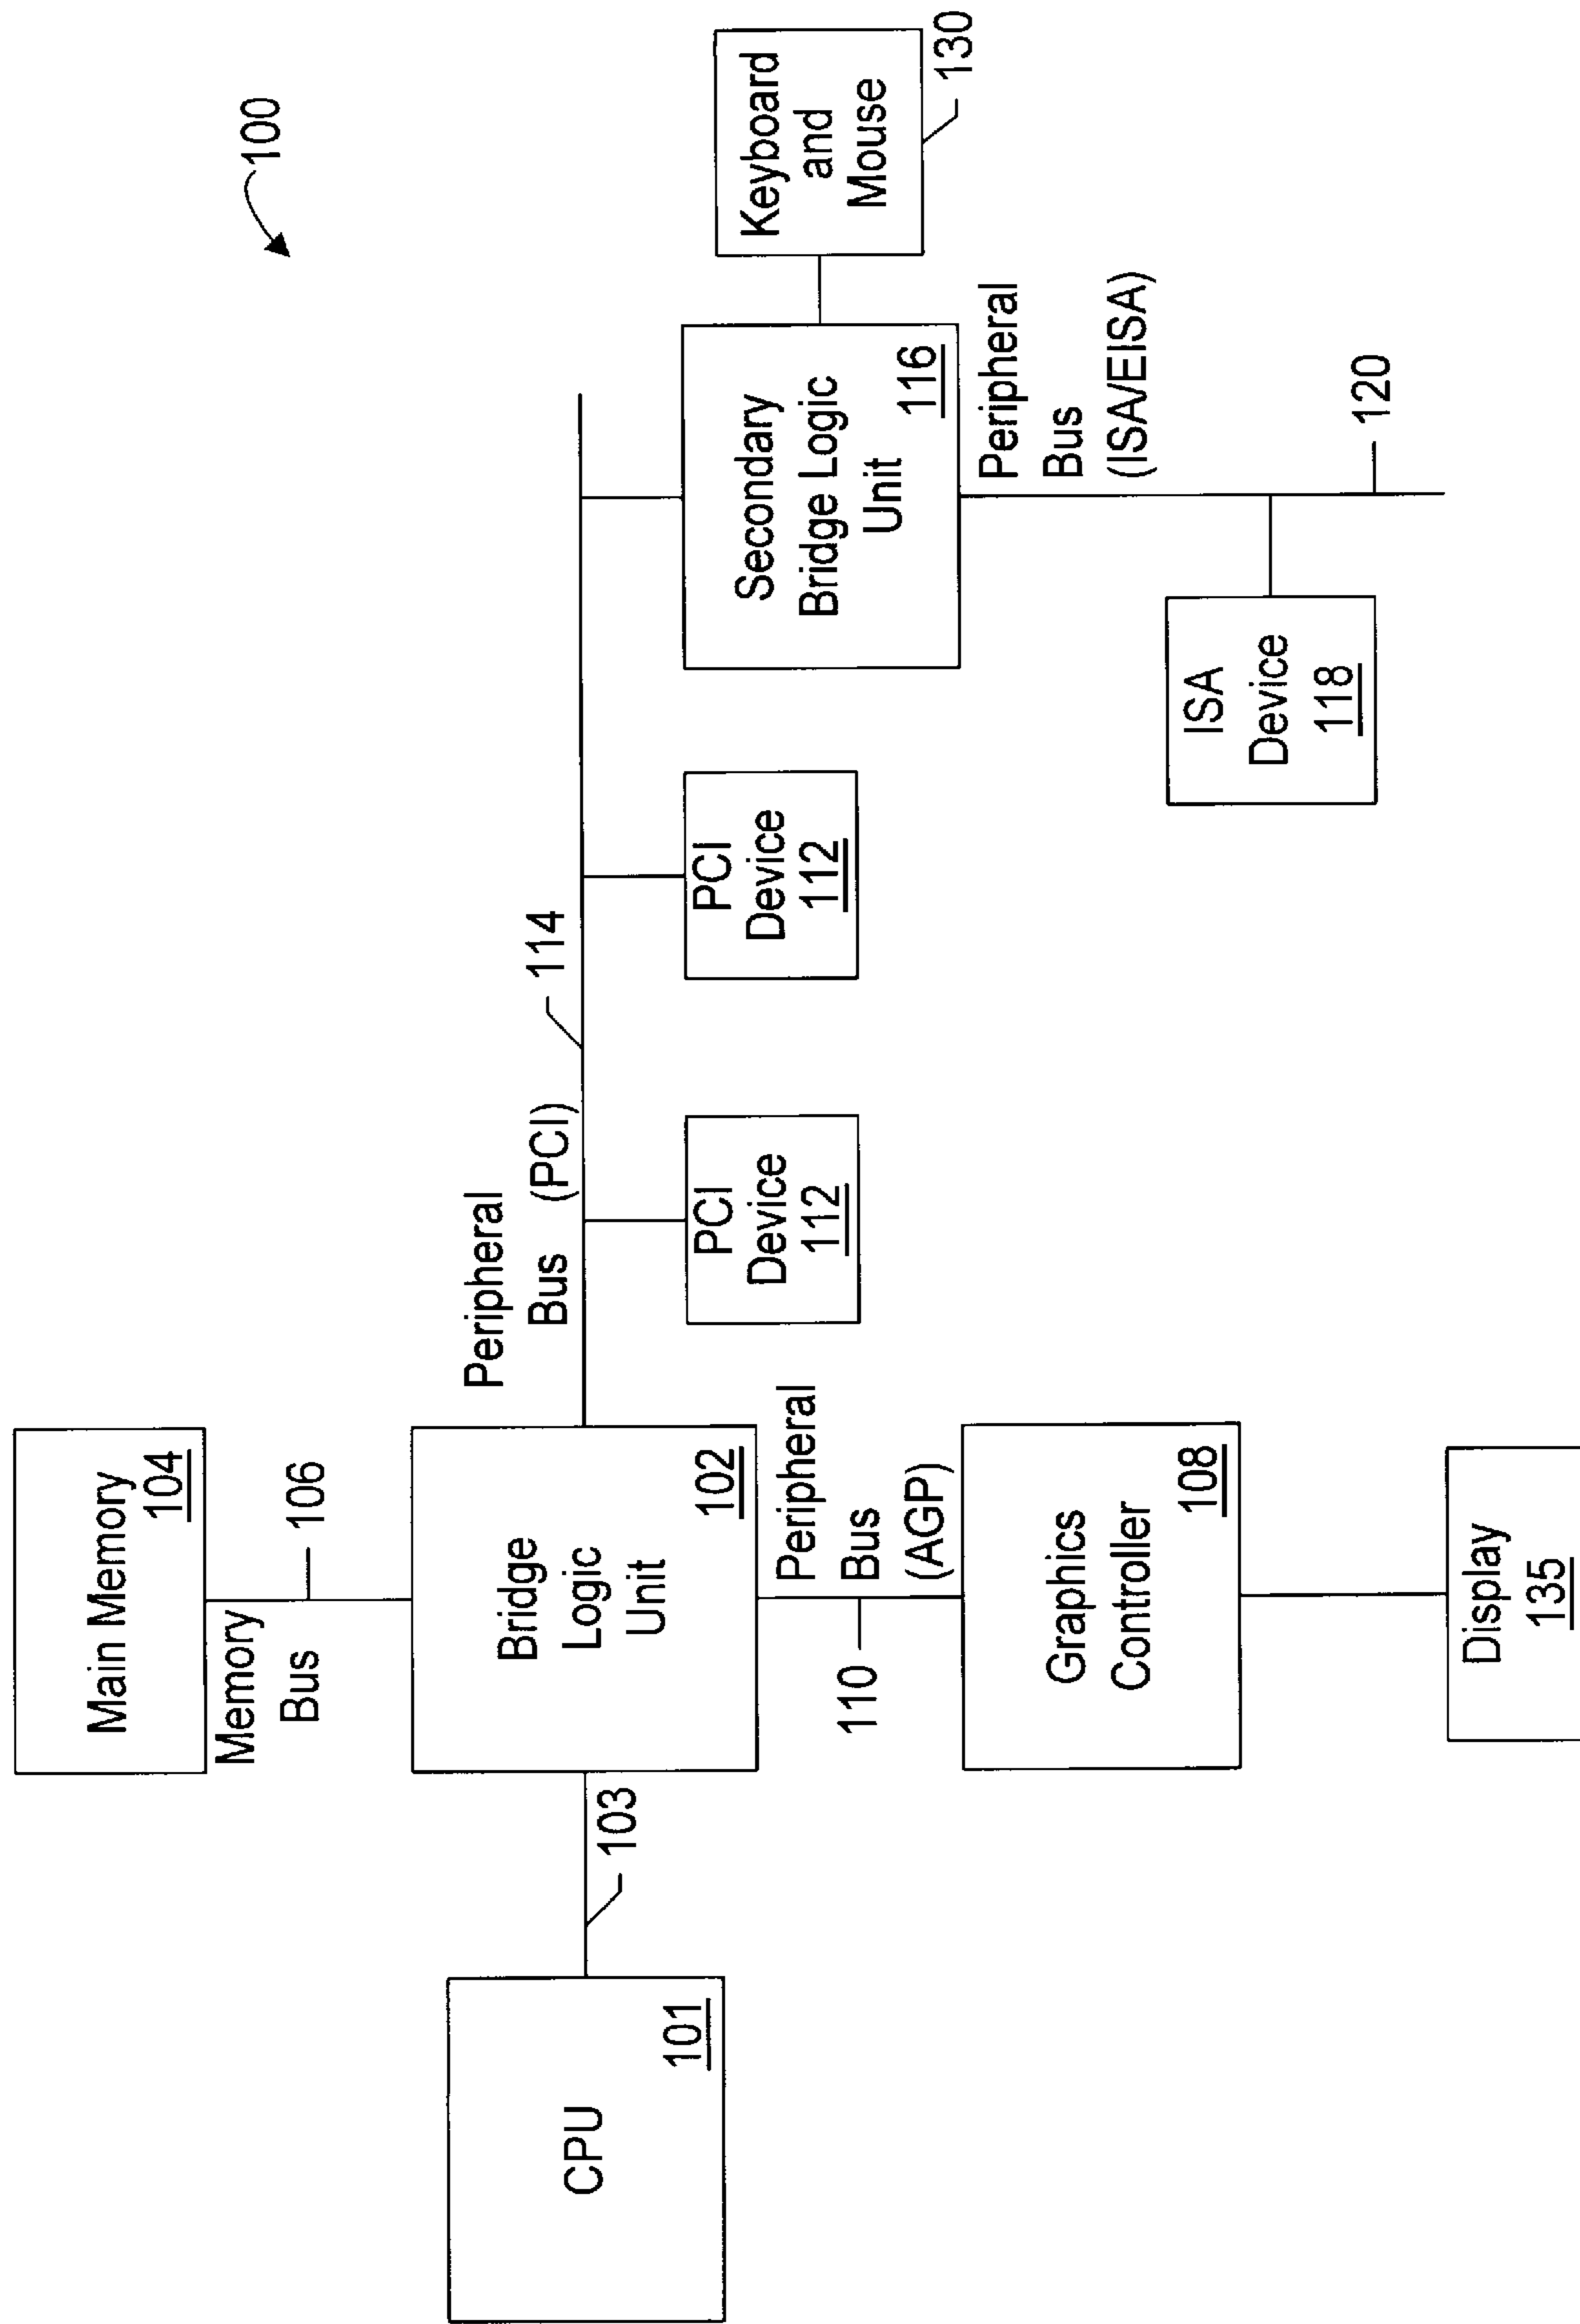 100
Main Memory
104
Memory
Bus
106
CPU
101
103
Bridge
Logic
Unit
102
Peripheral
Bus (PCI)
114
110
Peripheral
Bus
(AGP)
PCI
Device
112
PCI
Device
112
Secondary
Bridge Logic
Unit
116
Keyboard
and
Mouse
130
Graphics
Controller
108
Peripheral
Bus
(ISA/EISA)
ISA
Device
118
120
Display
135